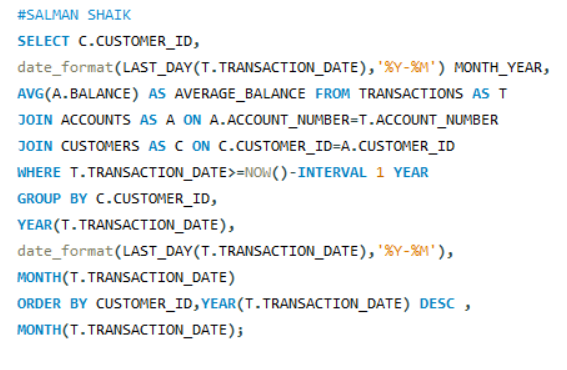 #SALMAN SHAIK
SELECT C.CUSTOMER_ID,
date_format(LAST_DAY(T.TRANSACTION_DATE),'%Y-%M') MONTH_YEAR,
AVG(A.BALANCE) AS AVERAGE_BALANCE FROM TRANSACTIONS AS T
JOIN ACCOUNTS AS A ON A.ACCOUNT_NUMBER=T.ACCOUNT_NUMBER
JOIN CUSTOMERS AS C ON C.CUSTOMER_ID=A.CUSTOMER_ID
WHERE T.TRANSACTION_DATE>=NOW()-INTERVAL 1 YEAR
GROUP BY C.CUSTOMER_ID,
YEAR(T.TRANSACTION_DATE),
date_format(LAST_DAY(T.TRANSACTION_DATE),'%Y-%M'),
MONTH(T.TRANSACTION_DATE)
ORDER BY CUSTOMER_ID,YEAR(T.TRANSACTION_DATE) DESC ,
MONTH(T.TRANSACTION_DATE);